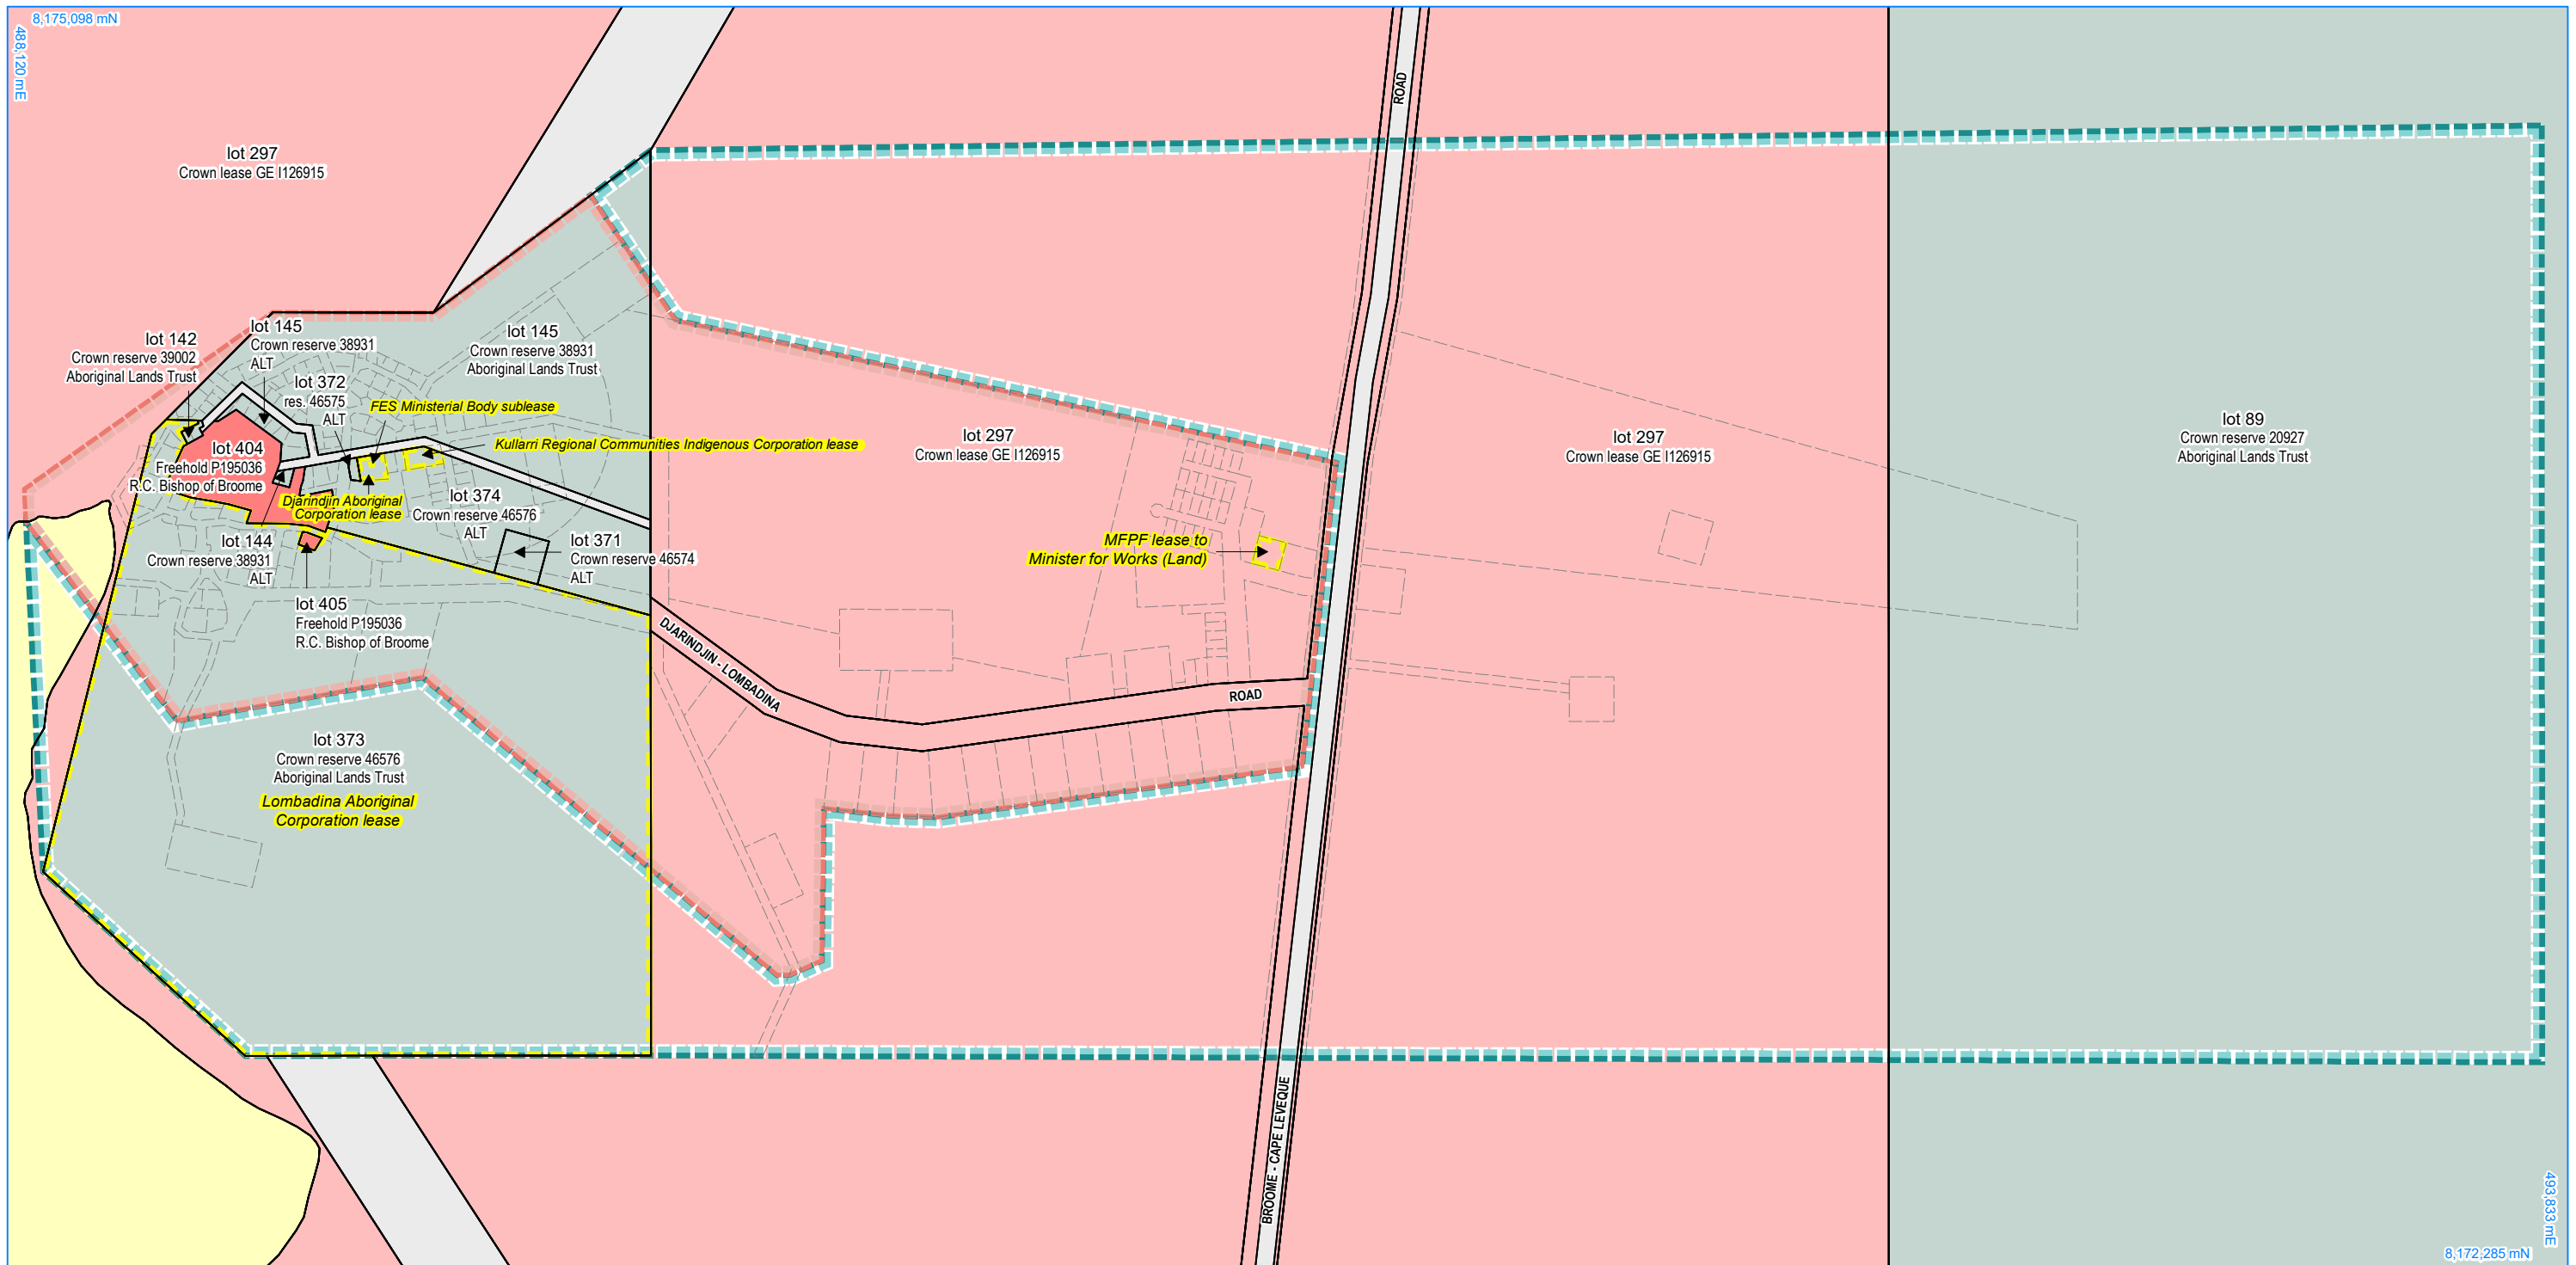 8,175,098 mN
488,120 mE
ROAD
lot 297
Crown lease GE I126915
lot 142
Crown reserve 39002
Aboriginal Lands Trust
lot 145
Crown reserve 38931
ALT
lot 145
Crown reserve 38931
Aboriginal Lands Trust
lot 372
res. 46575
ALT
FES Ministerial Body sublease
Kullarri Regional Communities Indigenous Corporation lease
lot 404
Freehold P195036
R.C. Bishop of Broome
Djarindjin Aboriginal
Corporation lease
lot 374
Crown reserve 46576
ALT
lot 144
Crown reserve 38931
ALT
lot 371
Crown reserve 46574
ALT
lot 405
Freehold P195036
R.C. Bishop of Broome
lot 297
Crown lease GE I126915
MFPF lease to
Minister for Works (Land)
lot 297
Crown lease GE I126915
lot 89
Crown reserve 20927
Aboriginal Lands Trust
DJARINDJIN - LOMBADINA
ROAD
lot 373
Crown reserve 46576
Aboriginal Lands Trust
Lombadina Aboriginal
Corporation lease
BROOME - CAPE LEVEQUE
493,833 mE
8,172,285 mN